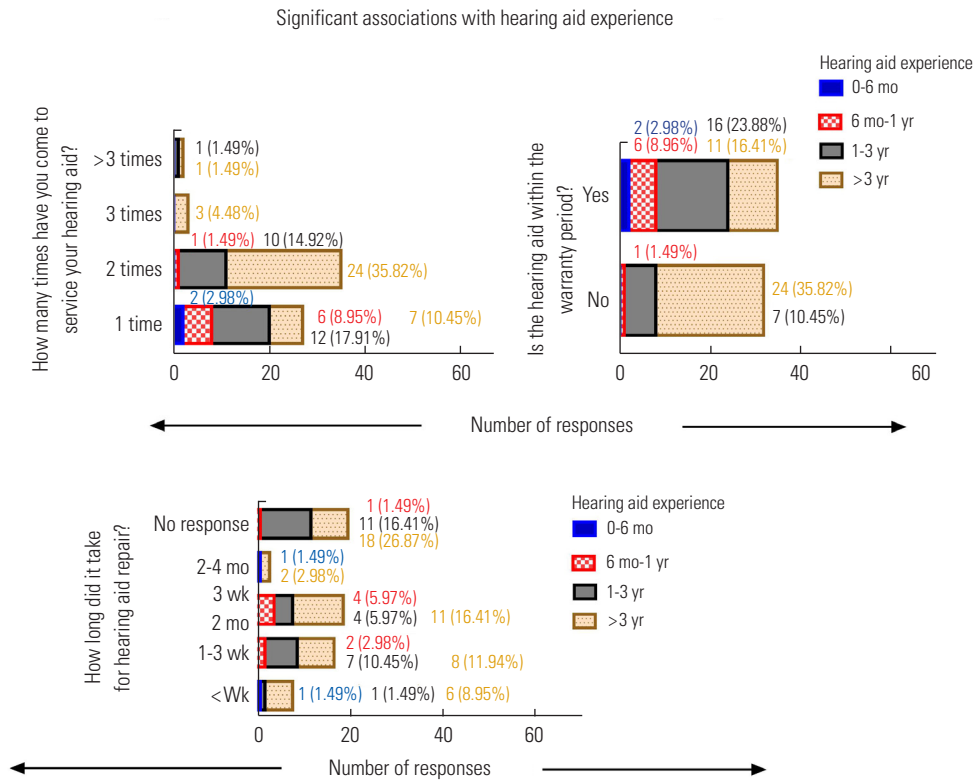 Significant associations with hearing aid experience
How many times have you come to
service your hearing aid?
>3 times
3 times
2 times
1 time
1 (1.49%)
1 (1.49%)
3 (4.48%)
1 (1.49%) 10 (14.92%)
24 (35.82%)
2 (2.98%)
6 (8.95%) 7 (10.45%)
12 (17.91%)
0 20 40 60
Is the hearing aid within the
warranty period?
Yes
No
2 (2.98%) 16 (23.88%)
6 (8.96%) 11 (16.41%)
1 (1.49%)
24 (35.82%)
7 (10.45%)
0 20 40 60
Hearing aid experience
0-6 mo
6 mo-1 yr
1-3 yr
>3 yr
Number of responses
How long did it take
for hearing aid repair?
No response
2-4 mo
3 wk
2 mo
1-3 wk
<Wk
1 (1.49%)
11 (16.41%)
18 (26.87%)
1 (1.49%)
2 (2.98%)
4 (5.97%)
4 (5.97%) 11 (16.41%)
2 (2.98%)
7 (10.45%) 8 (11.94%)
1 (1.49%) 1 (1.49%) 6 (8.95%)
0 20 40 60
Hearing aid experience
0-6 mo
6 mo-1 yr
1-3 yr
>3 yr
Number of responses